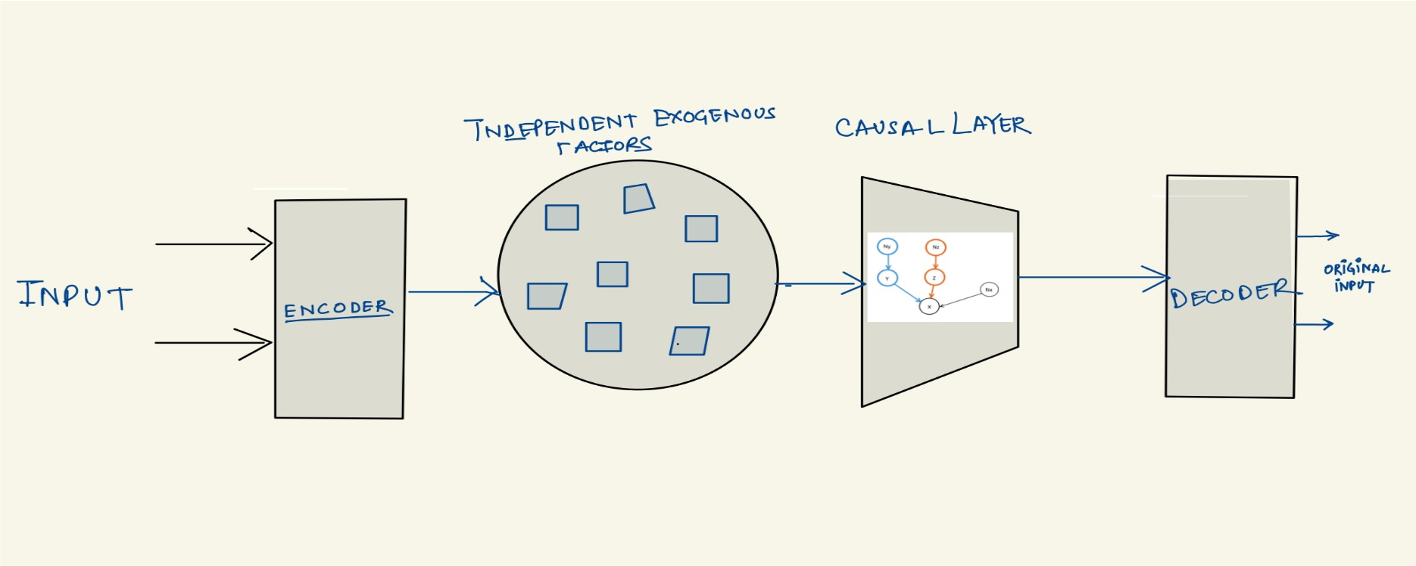 INDEPENDENT EXOGENOUS
FACTORS
CAUSAL LAYER
INPUT
ENCODER
Ny
Nz
Y
Z
Nx
X
DECODER
ORIGINAL
INPUT